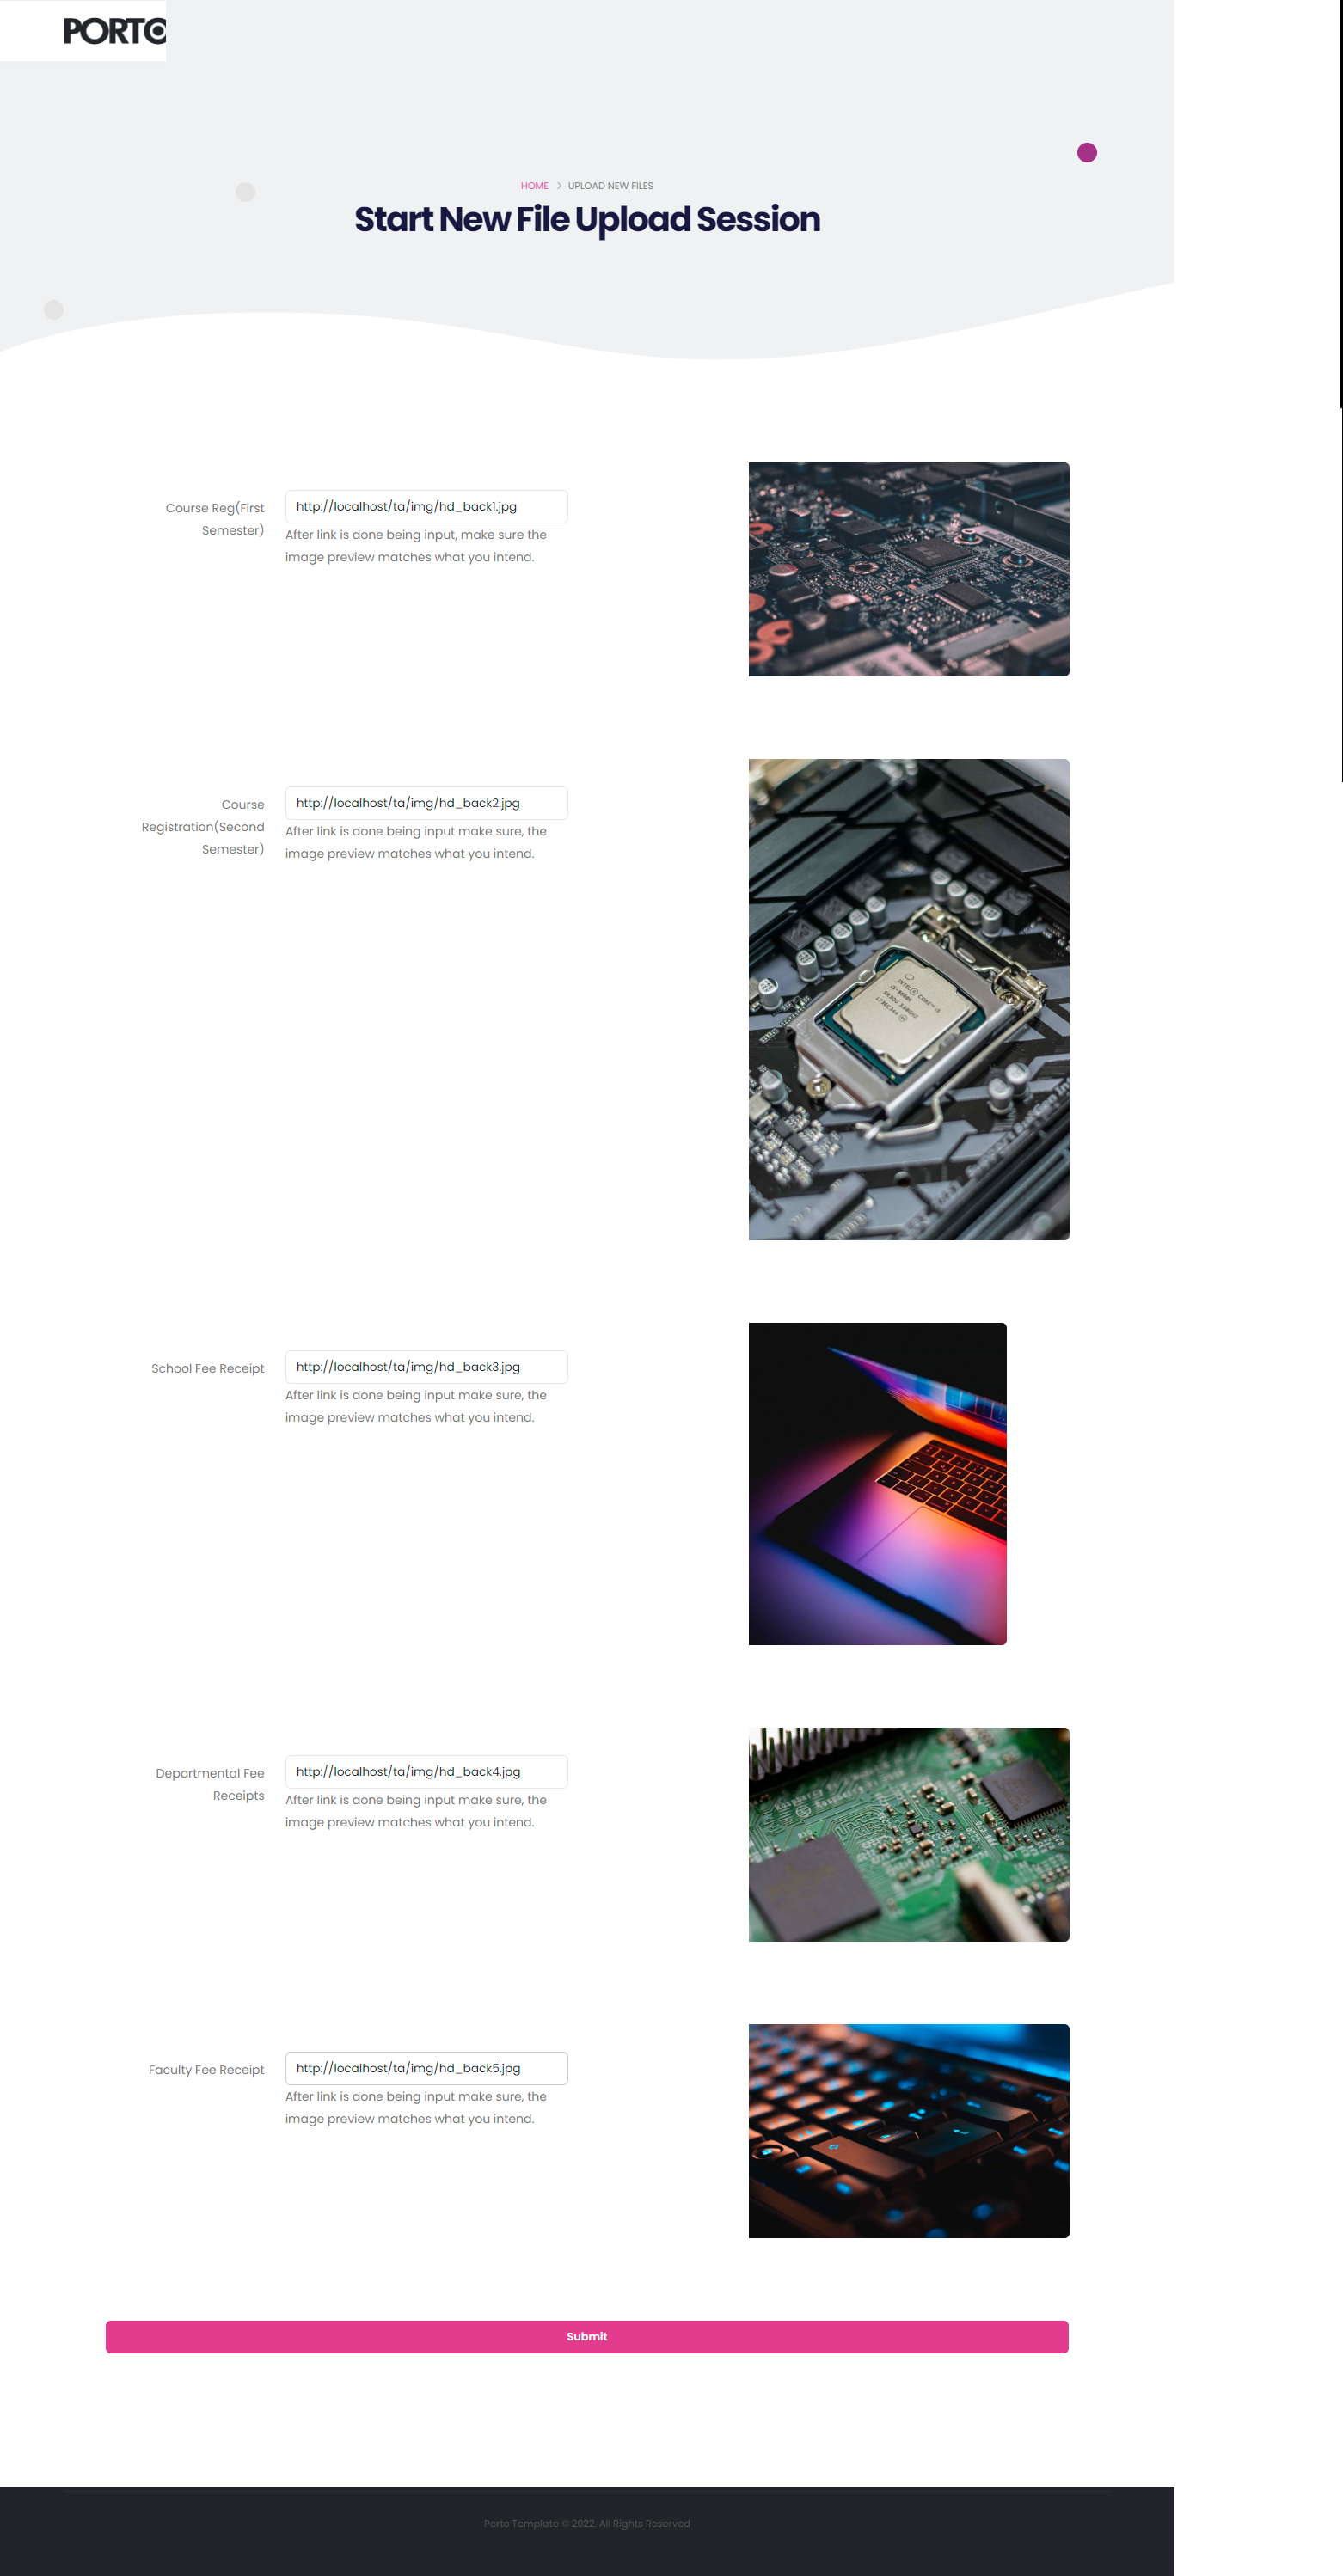 PORTO
HOME > UPLOAD NEW FILES
Start New File Upload Session
Course Reg(First
Semester)
http://localhost/ta/img/hd_back1.jpg
After link is done being input, make sure the
image preview matches what you intend.
Course
Registration(Second
Semester)
http://localhost/ta/img/hd_back2.jpg
After link is done being input make sure, the
image preview matches what you intend.
INTEL CORE
School Fee Receipt
http://localhost/ta/img/hd_back3.jpg
After link is done being input make sure, the
image preview matches what you intend.
Departmental Fee
Receipts
http://localhost/ta/img/hd_back4.jpg
After link is done being input make sure, the
image preview matches what you intend.
Faculty Fee Receipt
http://localhost/ta/img/hd_back5.jpg
After link is done being input make sure, the
image preview matches what you intend.
Submit
Porto Template © 2022. All Rights Reserved